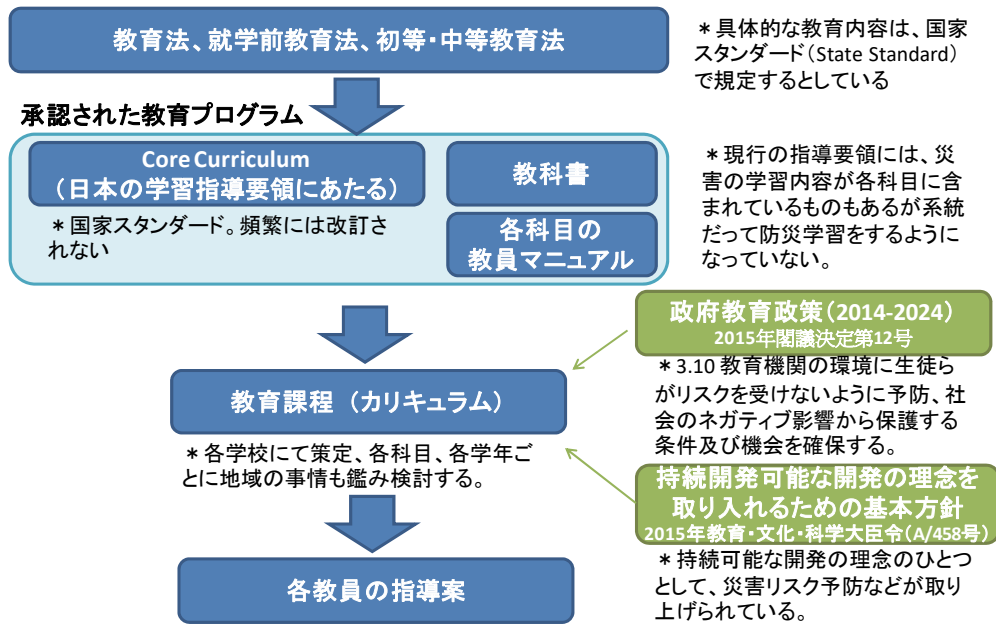 教育法、就学前教育法、初等・中等教育法
＊具体的な教育内容は、国家
スタンダード（State Standard）
で規定するとしている
承認された教育プログラム
Core Curriculum
（日本の学習指導要領にあたる）
＊国家スタンダード。頻繁には改訂さ
れない
教科書
各科目の
教員マニュアル
＊現行の指導要領には、災
害の学習内容が各科目に含
まれているものもあるが系統
だって防災学習をするように
なっていない。
政府教育政策（2014-2024）
2015年閣議決定第12号
＊3.10 教育機関の環境に生徒ら
がリスクを受けないように予防、社
会のネガティブ影響から保護する
条件及び機会を確保する。
教育課程 （カリキュラム）
＊各学校にて策定、各科目、各学年ご
とに地域の事情も鑑み検討する。
持続開発可能な開発の理念を
取り入れるための基本方針
2015年教育・文化・科学大臣令（A/458号）
＊持続可能な開発の理念のひとつ
として、災害リスク予防などが取り
上げられている。
各教員の指導案